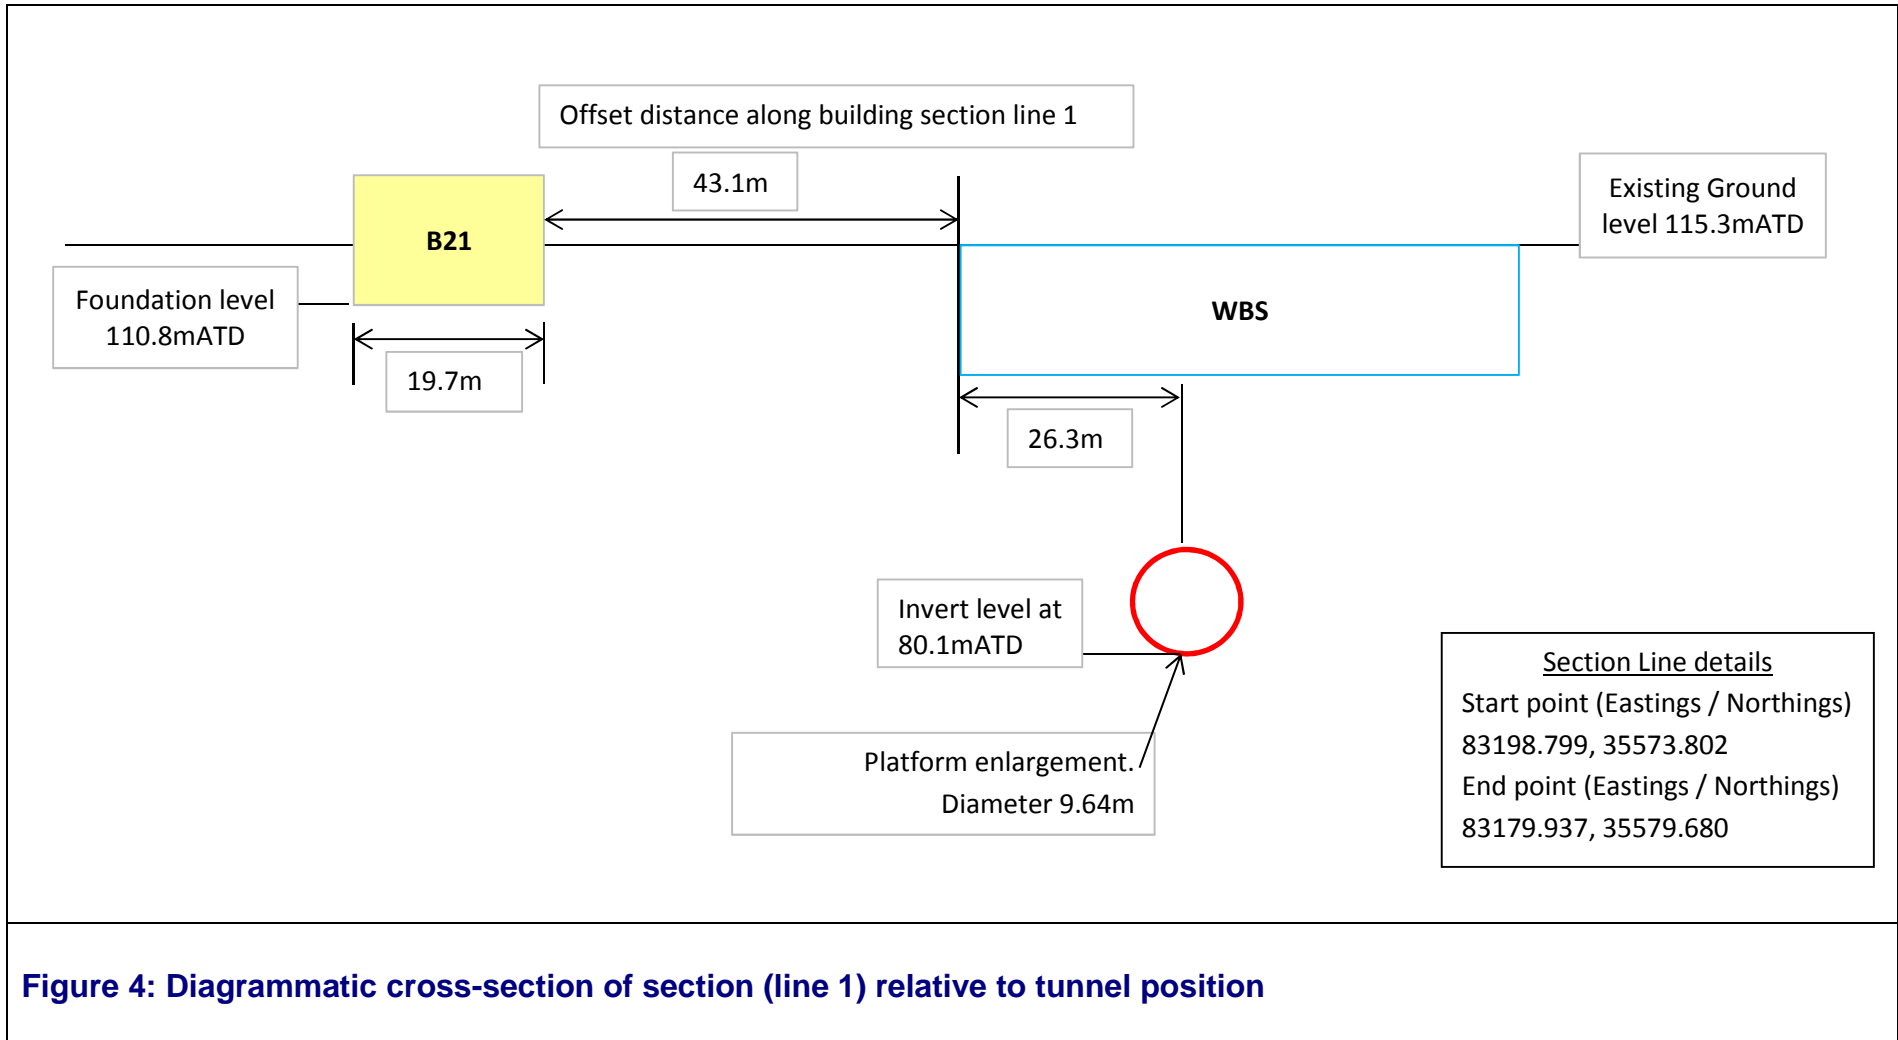 Offset distance along building section line 1
43.1m
Existing Ground
level 115.3mATD
B21
Foundation level
110.8mATD
WBS
19.7m
26.3m
Invert level at
80.1mATD
Section Line details
Start point (Eastings / Northings)
83198.799, 35573.802
End point (Eastings / Northings)
83179.937, 35579.680
Platform enlargement.
Diameter 9.64m
Figure 4: Diagrammatic cross-section of section (line 1) relative to tunnel position